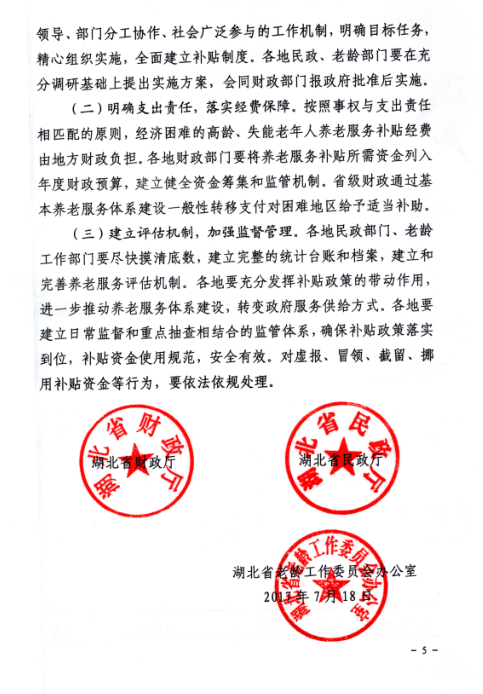 领导、部门分工协作、社会广泛参与的工作机制，明确目标任务，
精心组织实施，全面建立补贴制度。各地民政、老龄部门要在充
分调研基础上提出实施方案，会同财政部门报政府批准后实施。
（二）明确支出责任，落实经费保障。按照事权与支出责任
相匹配的原则，经济困难的高龄、失能老年人养老服务补贴经费
由地方财政负担。各地财政部门要将养老服务补贴所需资金列入
年度财政预算，建立健全资金筹集和监管机制。省级财政通过基
本养老服务体系建设一般性转移支付对困难地区给予适当补助。
（三）建立评估机制，加强监督管理。各地民政部门、老龄
工作部门要尽快摸清底数，建立完整的统计台账和档案，建立和
完善养老服务评估机制。各地要充分发挥补贴政策的带动作用，
进一步推动养老服务体系建设，转变政府服务供给方式。各地要
建立日常监督和重点抽查相结合的监管体系，确保补贴政策落实
到位，补贴资金使用规范，安全有效。对虚报、冒领、截留、挪
用补贴资金等行为，要依法依规处理。
湖北省财政厅
湖北省财政厅
湖北省民政厅
湖北省民政厅
湖北省老龄工作委员会办公室
湖北省老龄工作委员会办公室
年7月18日
- 5 -